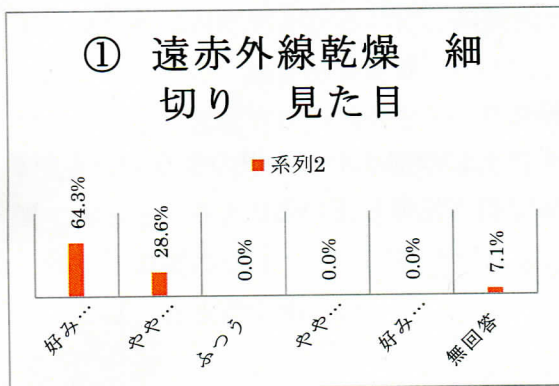 ① 遠赤外線乾燥 細
切り 見た目
系列2
64.3%
28.6%
0.0%
0.0%
0.0%
7.1%
好み…
やや…
ふつう
やや…
好み…
無回答